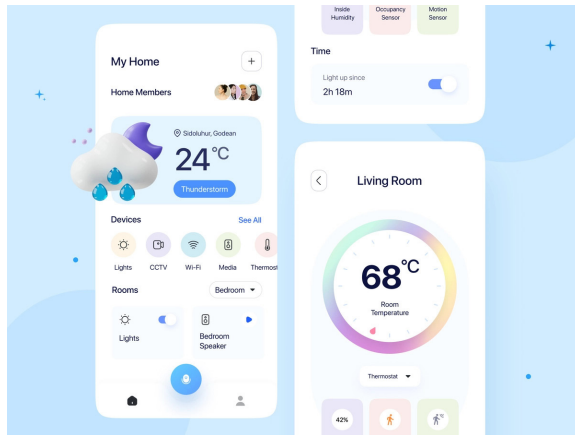 My Home
+
Home Members
Sidoluhur, Godean
24°C
Thunderstorm
Devices
See All
Lights
CCTV
Wi-Fi
Media
Thermost
Rooms
Bedroom
Lights
Bedroom
Speaker
Inside
Humidity
Occupancy
Sensor
Motion
Sensor
Time
Light up since
2h 18m
Living Room
68°C
Room
Temperature
Thermostat
42%